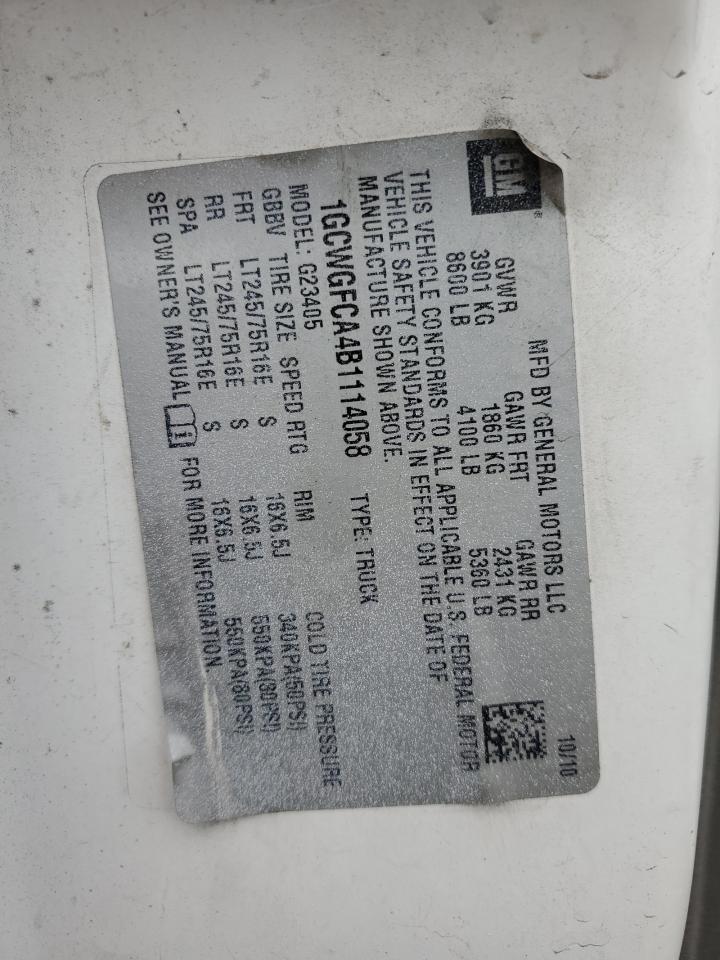 GM®
MFD BY GENERAL MOTORS LLC 10/10
GVWR GAWR FRT GAWR RR
3901 KG 1860 KG 2431 KG
8600 LB 4100 LB 5360 LB
THIS VEHICLE CONFORMS TO ALL APPLICABLE U.S. FEDERAL MOTOR
VEHICLE SAFETY STANDARDS IN EFFECT ON THE DATE OF
MANUFACTURE SHOWN ABOVE.
1GCWGFCA4B1114058 TYPE: TRUCK
MODEL: G23405
GBBV TIRE SIZE SPEED RTG RIM COLD TIRE PRESSURE
FRT LT245/75R16E S 16X6.5J 340KPA(50PSI)
RR LT245/75R16E S 16X6.5J 550KPA(80PSI)
SPA LT245/75R16E S 16X6.5J 550KPA(80PSI)
SEE OWNER'S MANUAL FOR MORE INFORMATION